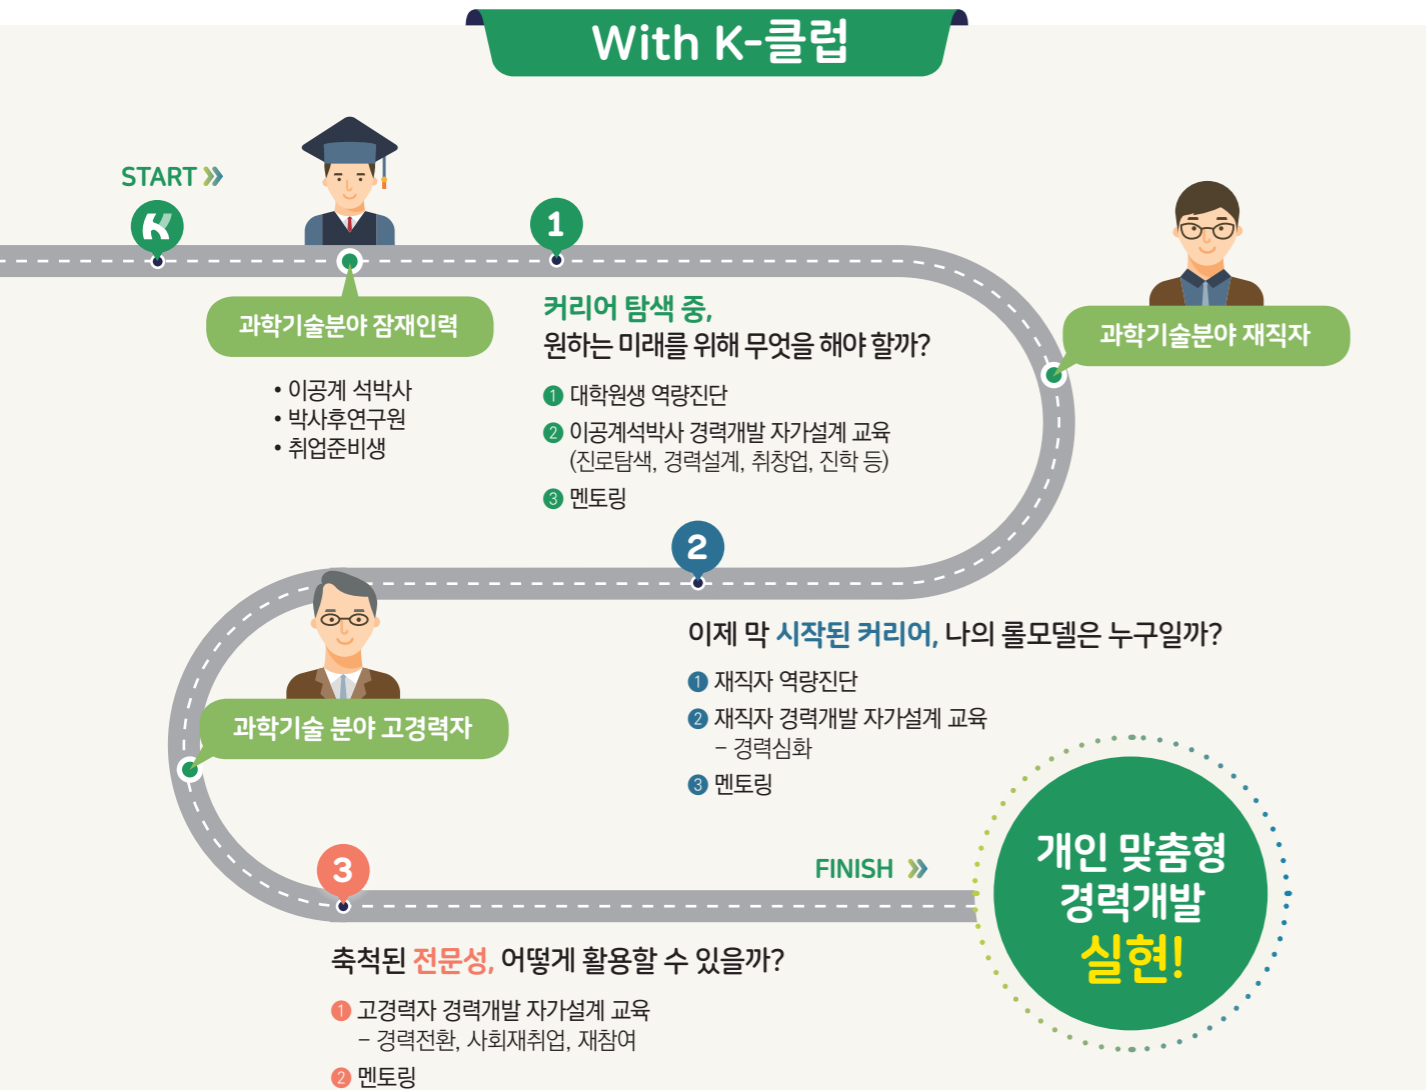 With K-클럽
START
과학기술분야 잠재인력
• 이공계 석박사
• 박사후연구원
• 취업준비생
1
커리어 탐색 중,
원하는 미래를 위해 무엇을 해야 할까?
1 대학원생 역량진단
2 이공계석박사 경력개발 자가설계 교육
(진로탐색, 경력설계, 취창업, 진학 등)
3 멘토링
과학기술분야 재직자
2
이제 막 시작된 커리어, 나의 롤모델은 누구일까?
1 재직자 역량진단
2 재직자 경력개발 자가설계 교육
– 경력심화
3 멘토링
과학기술 분야 고경력자
3
축척된 전문성, 어떻게 활용할 수 있을까?
1 고경력자 경력개발 자가설계 교육
– 경력전환, 사회재취업, 재참여
2 멘토링
FINISH
개인 맞춤형
경력개발
실현!